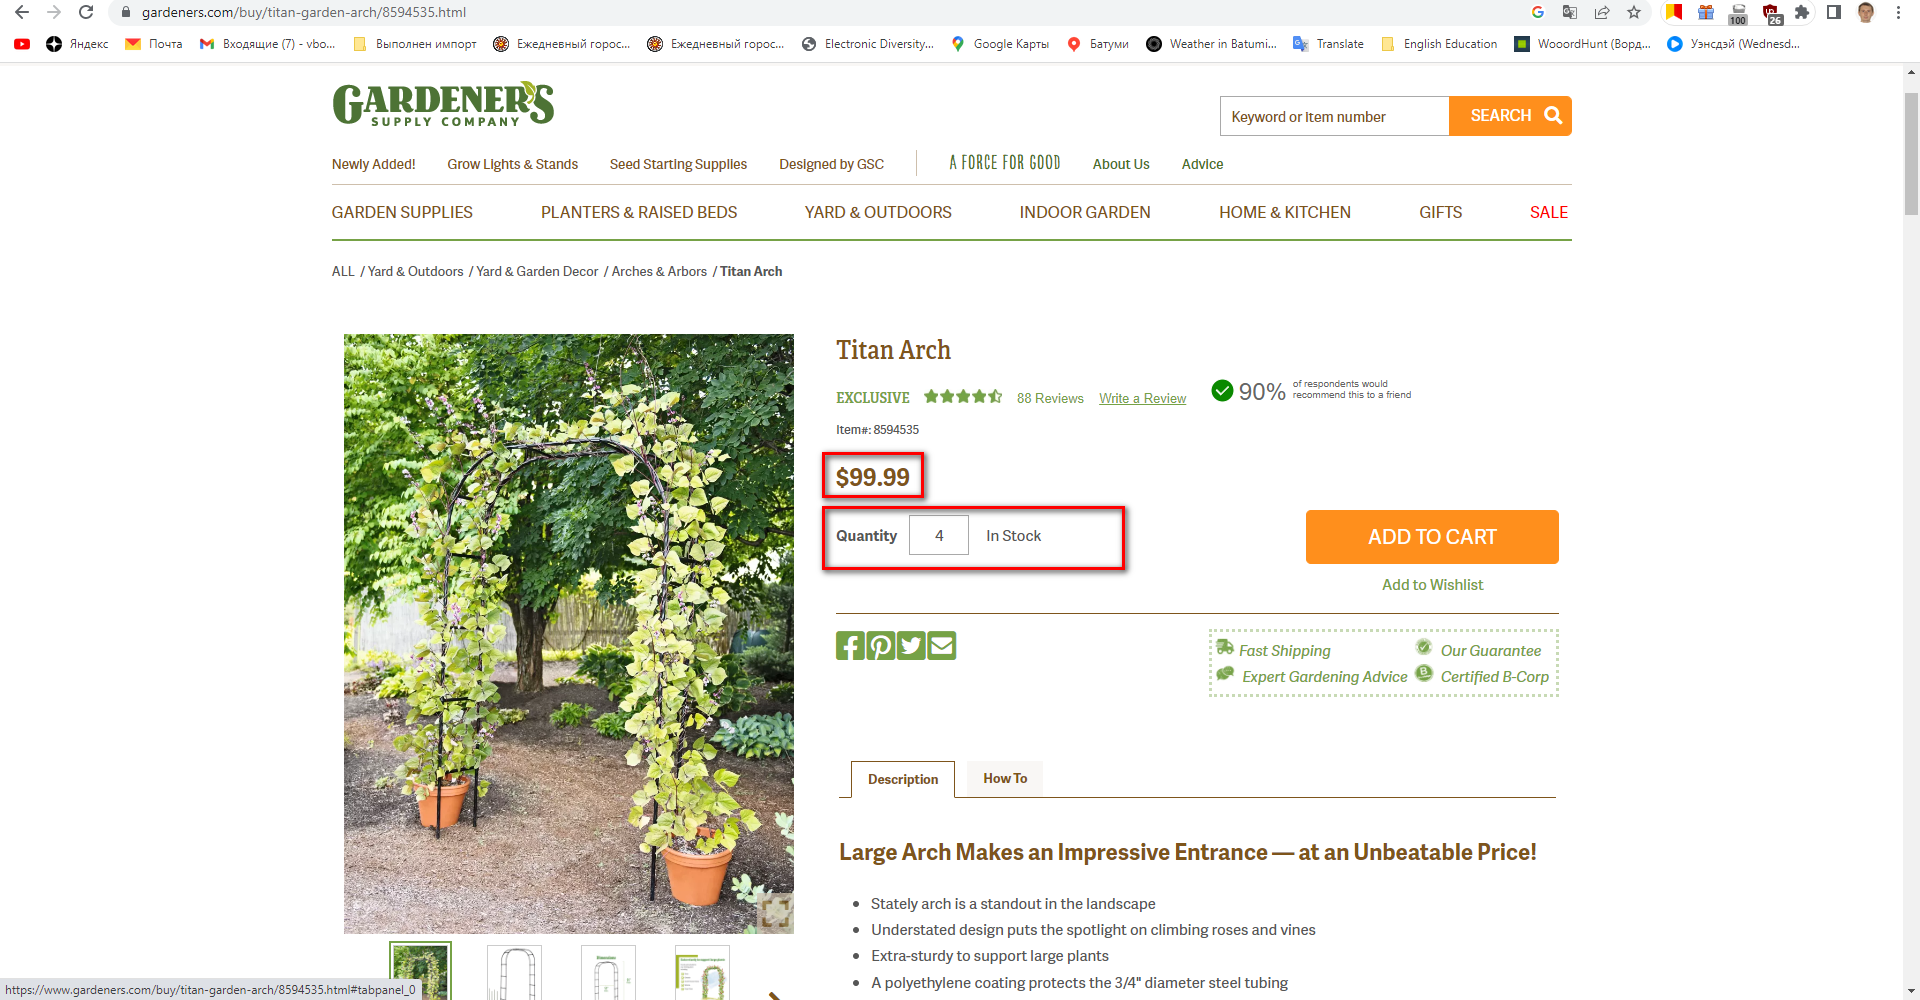 gardeners.com/buy/titan-garden-arch/8594535.html
100
26
Яндекс
Почта
Входящие (7) - vbo...
Выполнен импорт
Ежедневный горос...
Ежедневный горос...
Electronic Diversity...
Google Карты
Батуми
Weather in Batumi...
Translate
English Education
WooordHunt (Ворд...
Уэнсдэй (Wednesd...
GARDENER'S
SUPPLY COMPANY
Keyword or Item number
SEARCH
Newly Added!
Grow Lights & Stands
Seed Starting Supplies
Designed by GSC
A FORCE FOR GOOD
About Us
Advice
GARDEN SUPPLIES
PLANTERS & RAISED BEDS
YARD & OUTDOORS
INDOOR GARDEN
HOME & KITCHEN
GIFTS
SALE
ALL / Yard & Outdoors / Yard & Garden Decor / Arches & Arbors / Titan Arch
Titan Arch
EXCLUSIVE
88 Reviews
Write a Review
90%
of respondents would
recommend this to a friend
Item#: 8594535
$99.99
Quantity
4
In Stock
ADD TO CART
Add to Wishlist
Fast Shipping
Our Guarantee
Expert Gardening Advice
Certified B-Corp
Description
How To
Large Arch Makes an Impressive Entrance — at an Unbeatable Price!
Stately arch is a standout in the landscape
Understated design puts the spotlight on climbing roses and vines
Extra-sturdy to support large plants
A polyethylene coating protects the 3/4" diameter steel tubing
https://www.gardeners.com/buy/titan-garden-arch/8594535.html#tabpanel_0